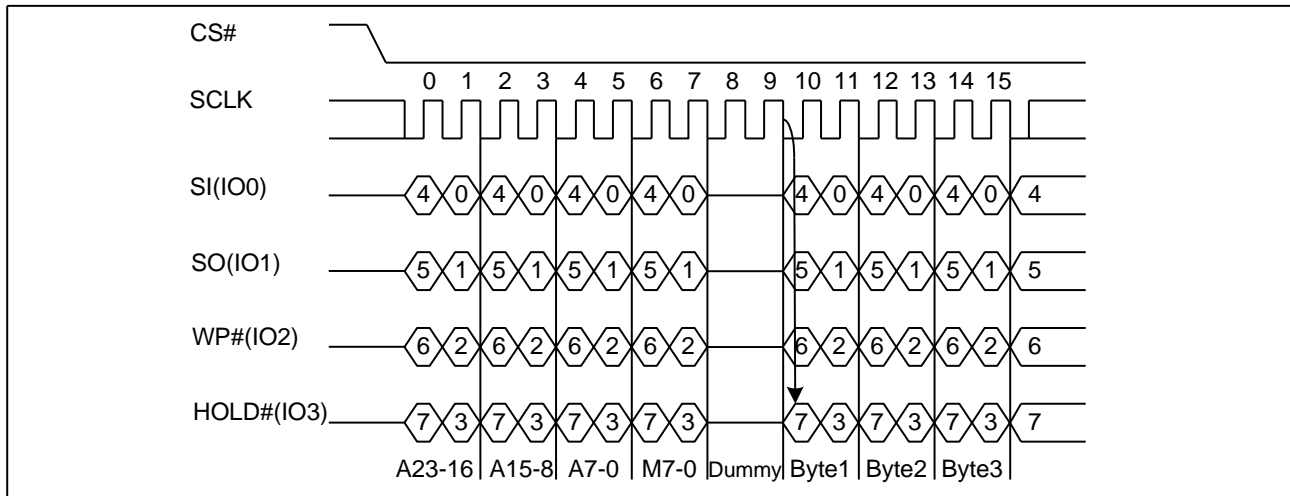 CS#
0 1 2 3 4 5 6 7 8 9 10 11 12 13 14 15
SCLK
SI(IO0) 4 0 4 0 4 0 4 0 4 0 4 0 4 0 4
SO(IO1) 5 1 5 1 5 1 5 1 5 1 5 1 5 1 5
WP#(IO2) 6 2 6 2 6 2 6 2 6 2 6 2 6 2 6
HOLD#(IO3) 7 3 7 3 7 3 7 3 7 3 7 3 7 3 7
A23-16 A15-8 A7-0 M7-0 Dummy Byte1 Byte2 Byte3